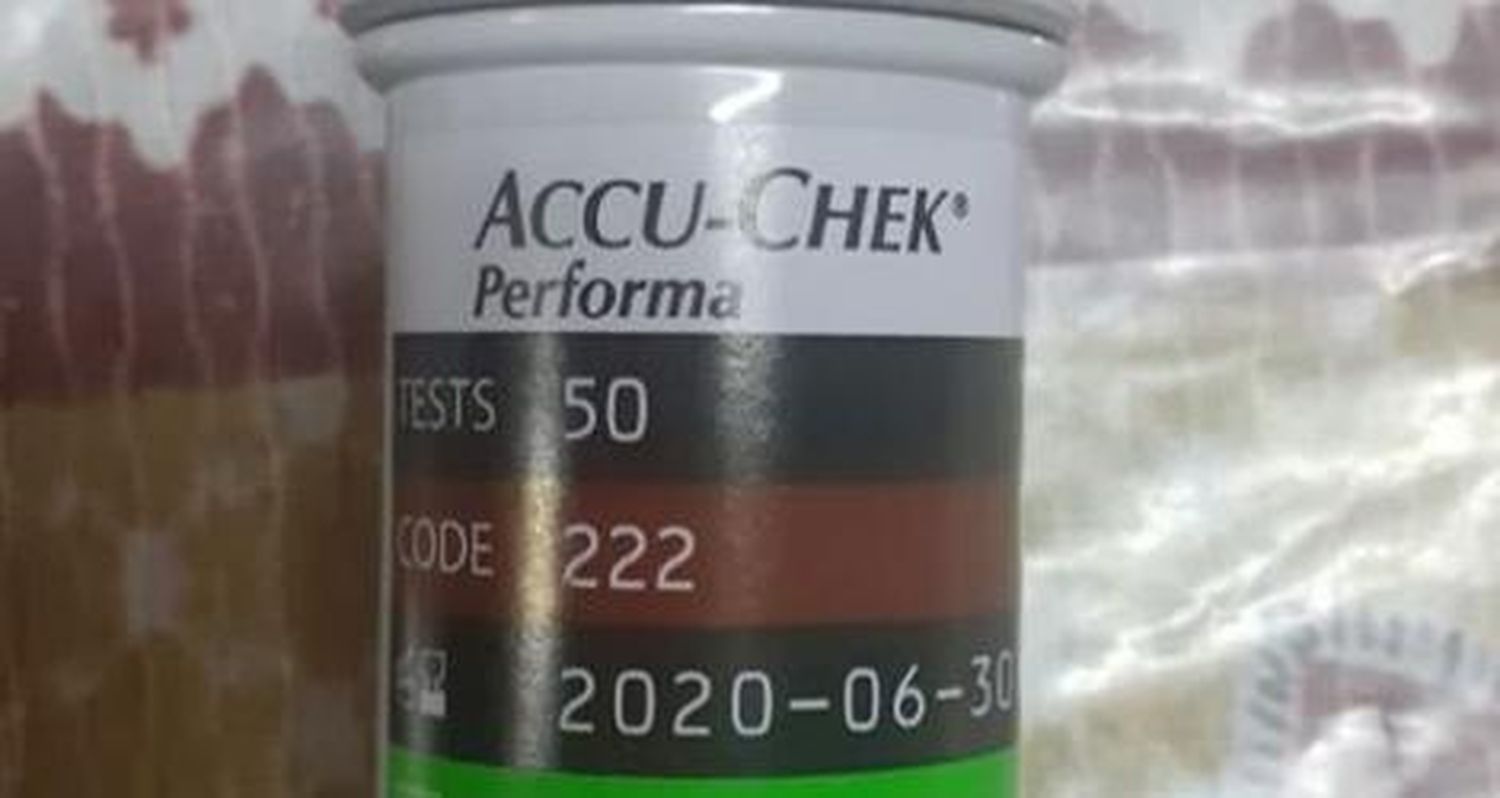 ACCU-CHEK®
Performa
TESTS 50
CODE 222
2020-06-30